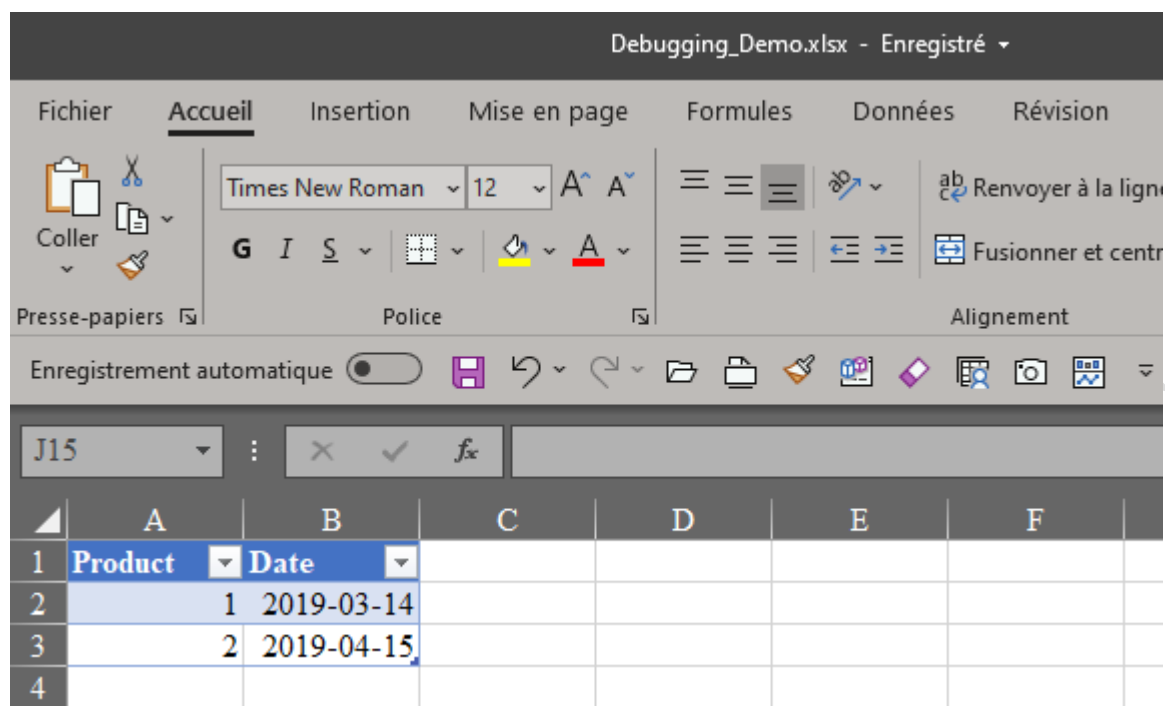 Debugging_Demo.xlsx - Enregistré
Fichier Accueil Insertion Mise en page Formules Données Révision
Times New Roman 12 A A ab Renvoyer à la ligne
Coller
G I S A Fusionner et centr
Presse-papiers Police Alignement
Enregistrement automatique
J15 fx
A B C D E F
1 Product Date
2 1 2019-03-14
3 2 2019-04-15
4